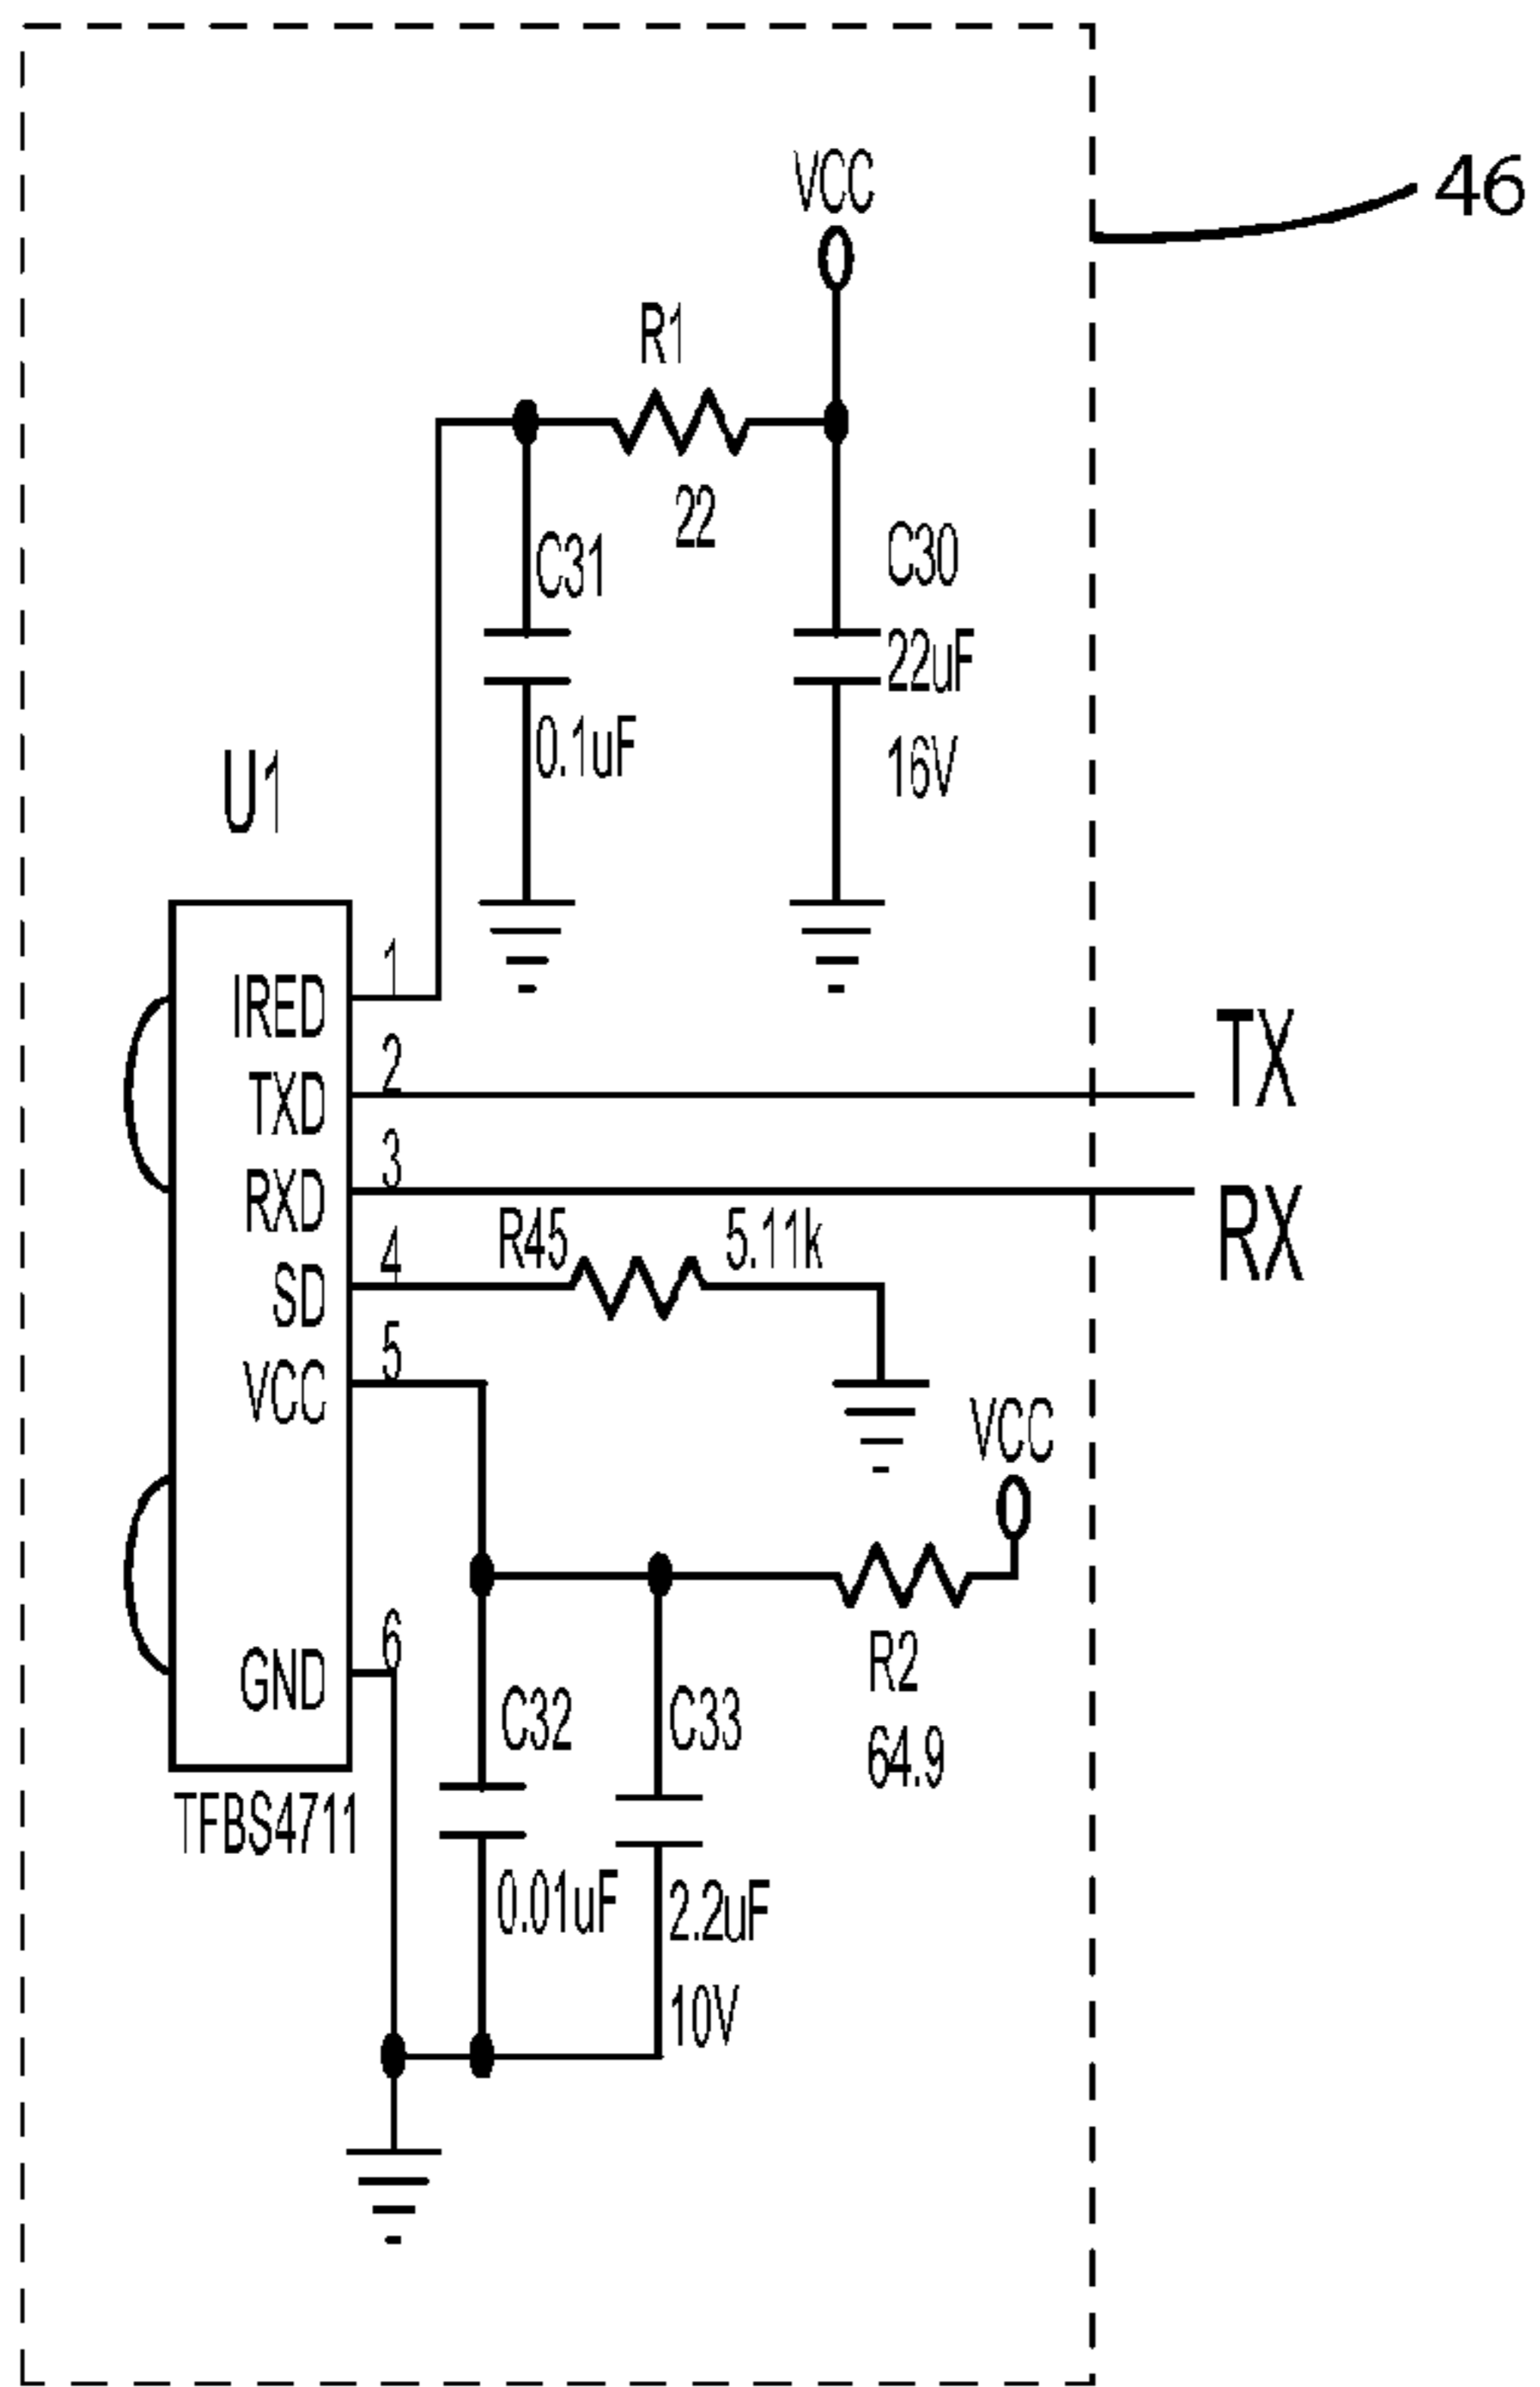 46
VCC
R1
22
C31
0.1uF
C30
22uF
16V
U1
IRED
1
TXD
2
TX
RXD
3
RX
SD
4
R45
5.11k
VCC
5
VCC
GND
6
R2
64.9
C32
0.01uF
C33
2.2uF
10V
TFBS4711